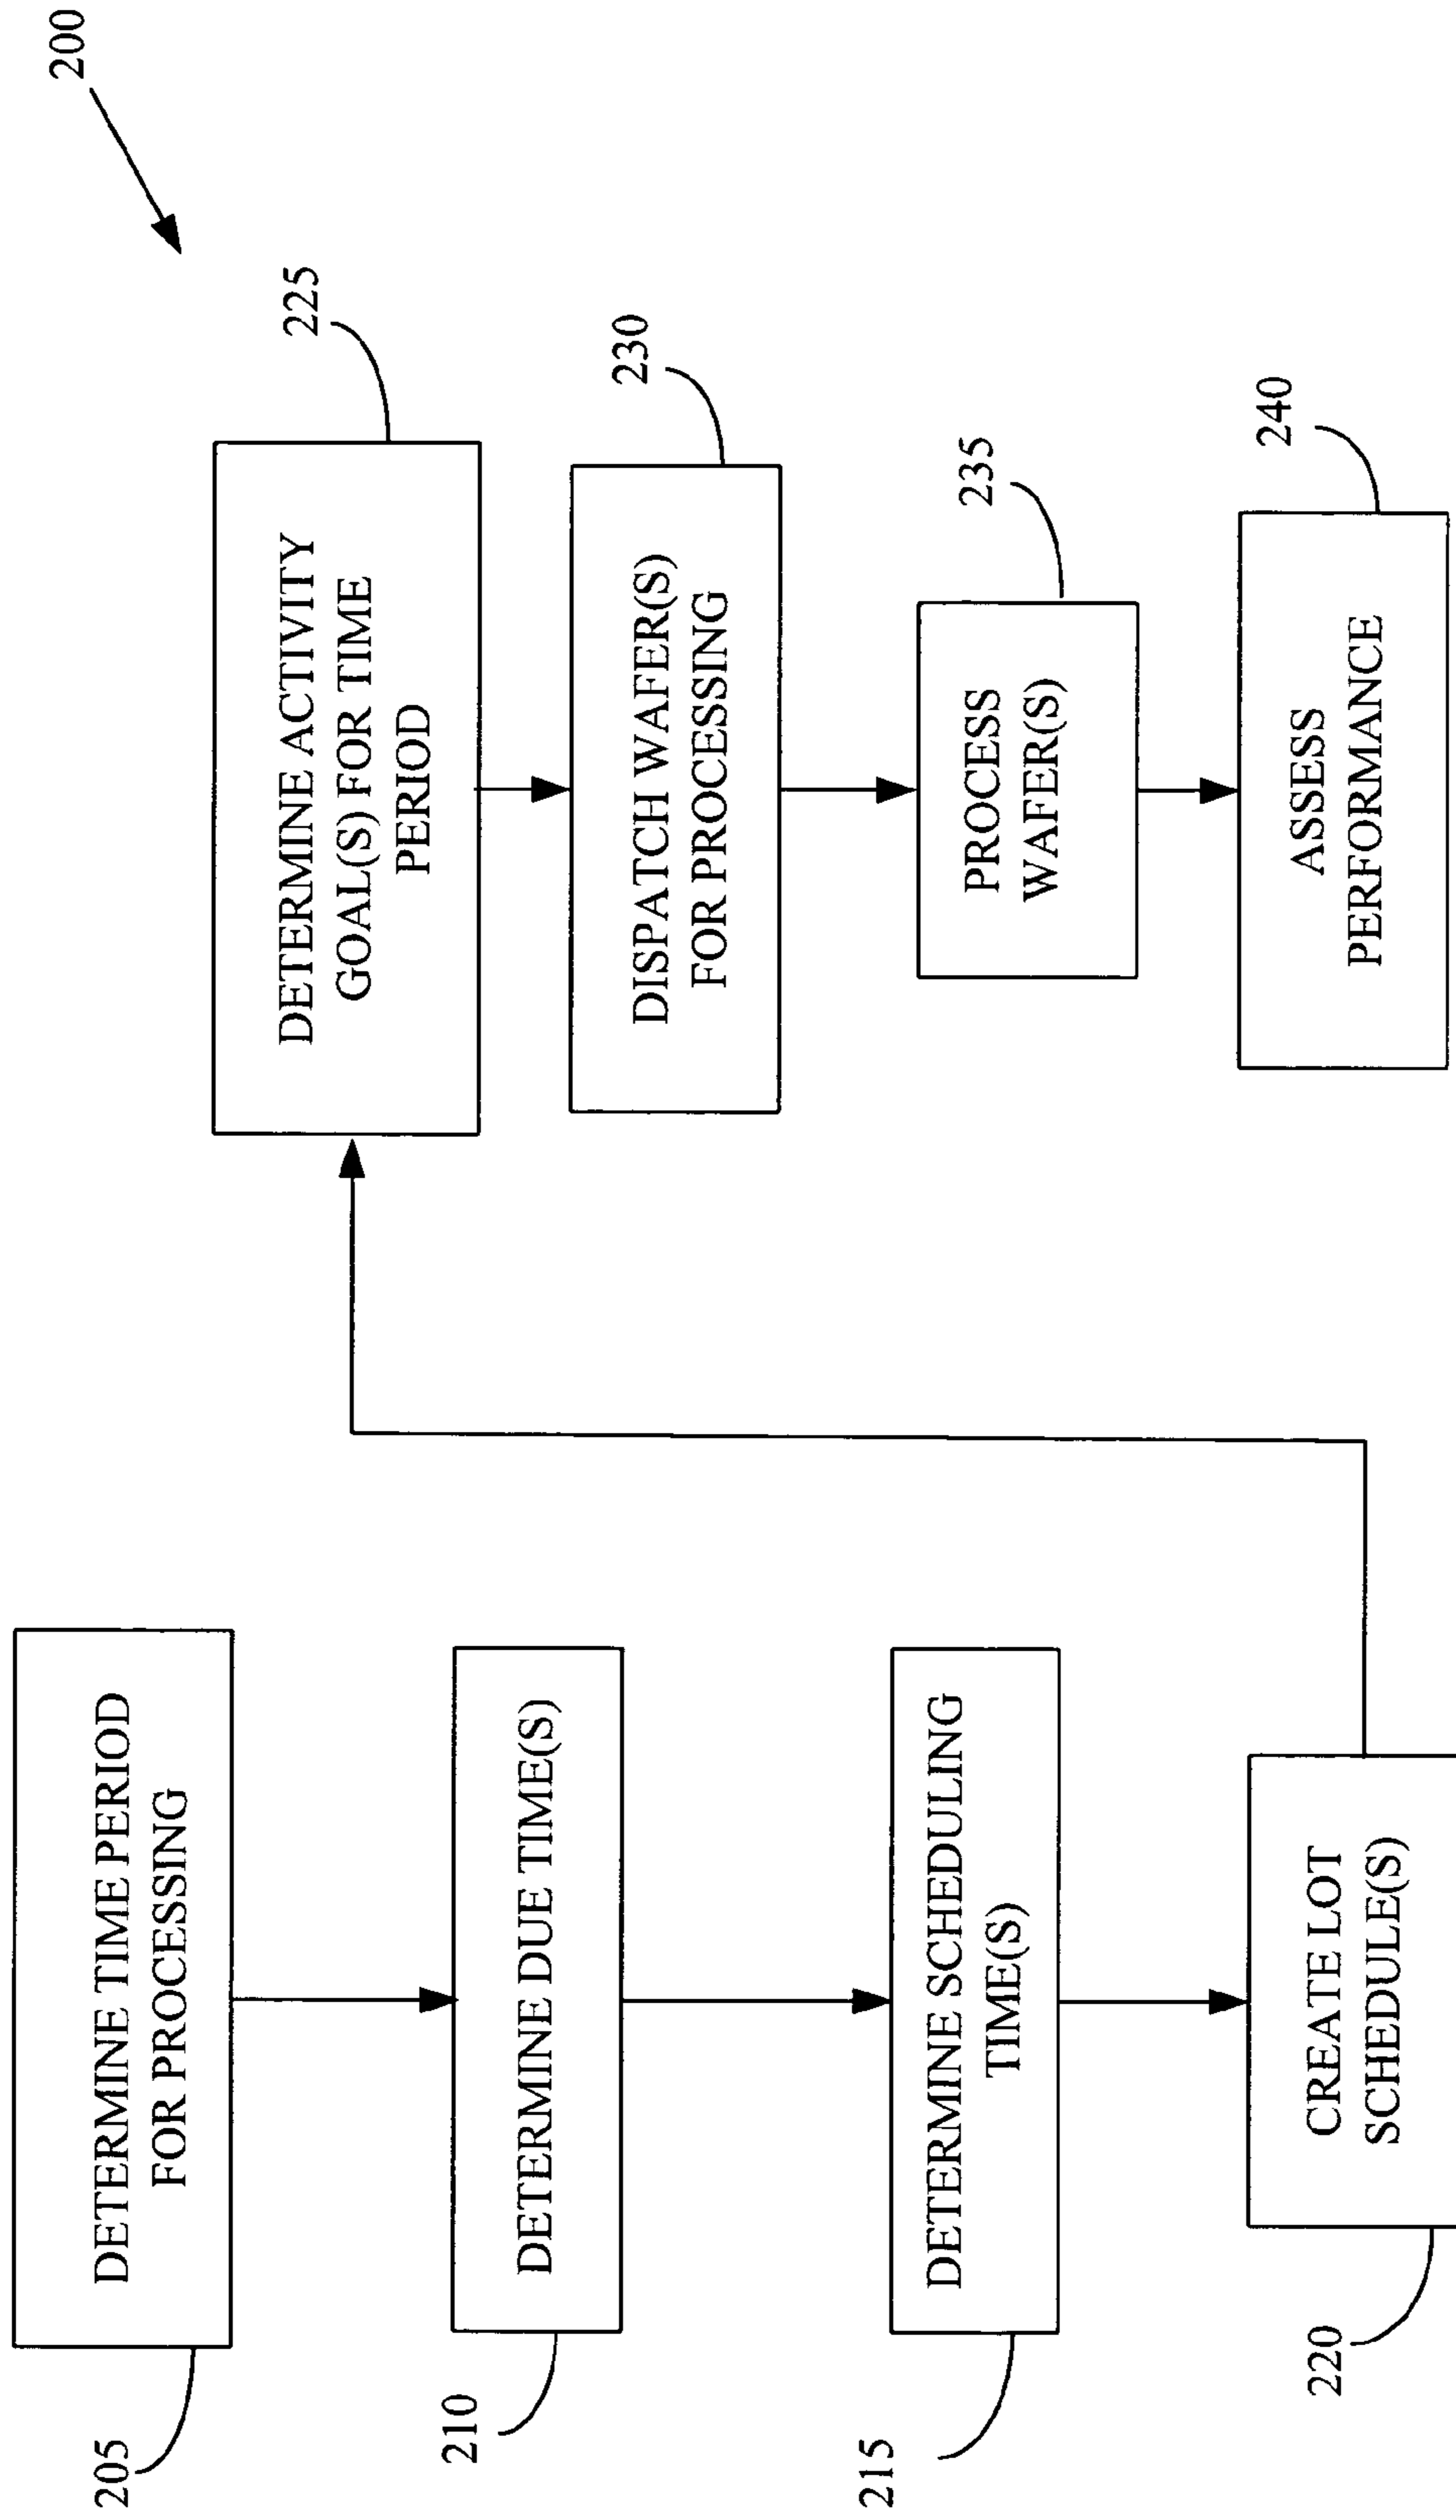 200
205
DETERMINE TIME PERIOD
FOR PROCESSING
210
DETERMINE DUE TIME(S)
215
DETERMINE SCHEDULING
TIME(S)
220
CREATE LOT
SCHEDULE(S)
225
DETERMINE ACTIVITY
GOAL(S) FOR TIME
PERIOD
230
DISPATCH WAFER(S)
FOR PROCESSING
235
PROCESS
WAFER(S)
240
ASSESS
PERFORMANCE